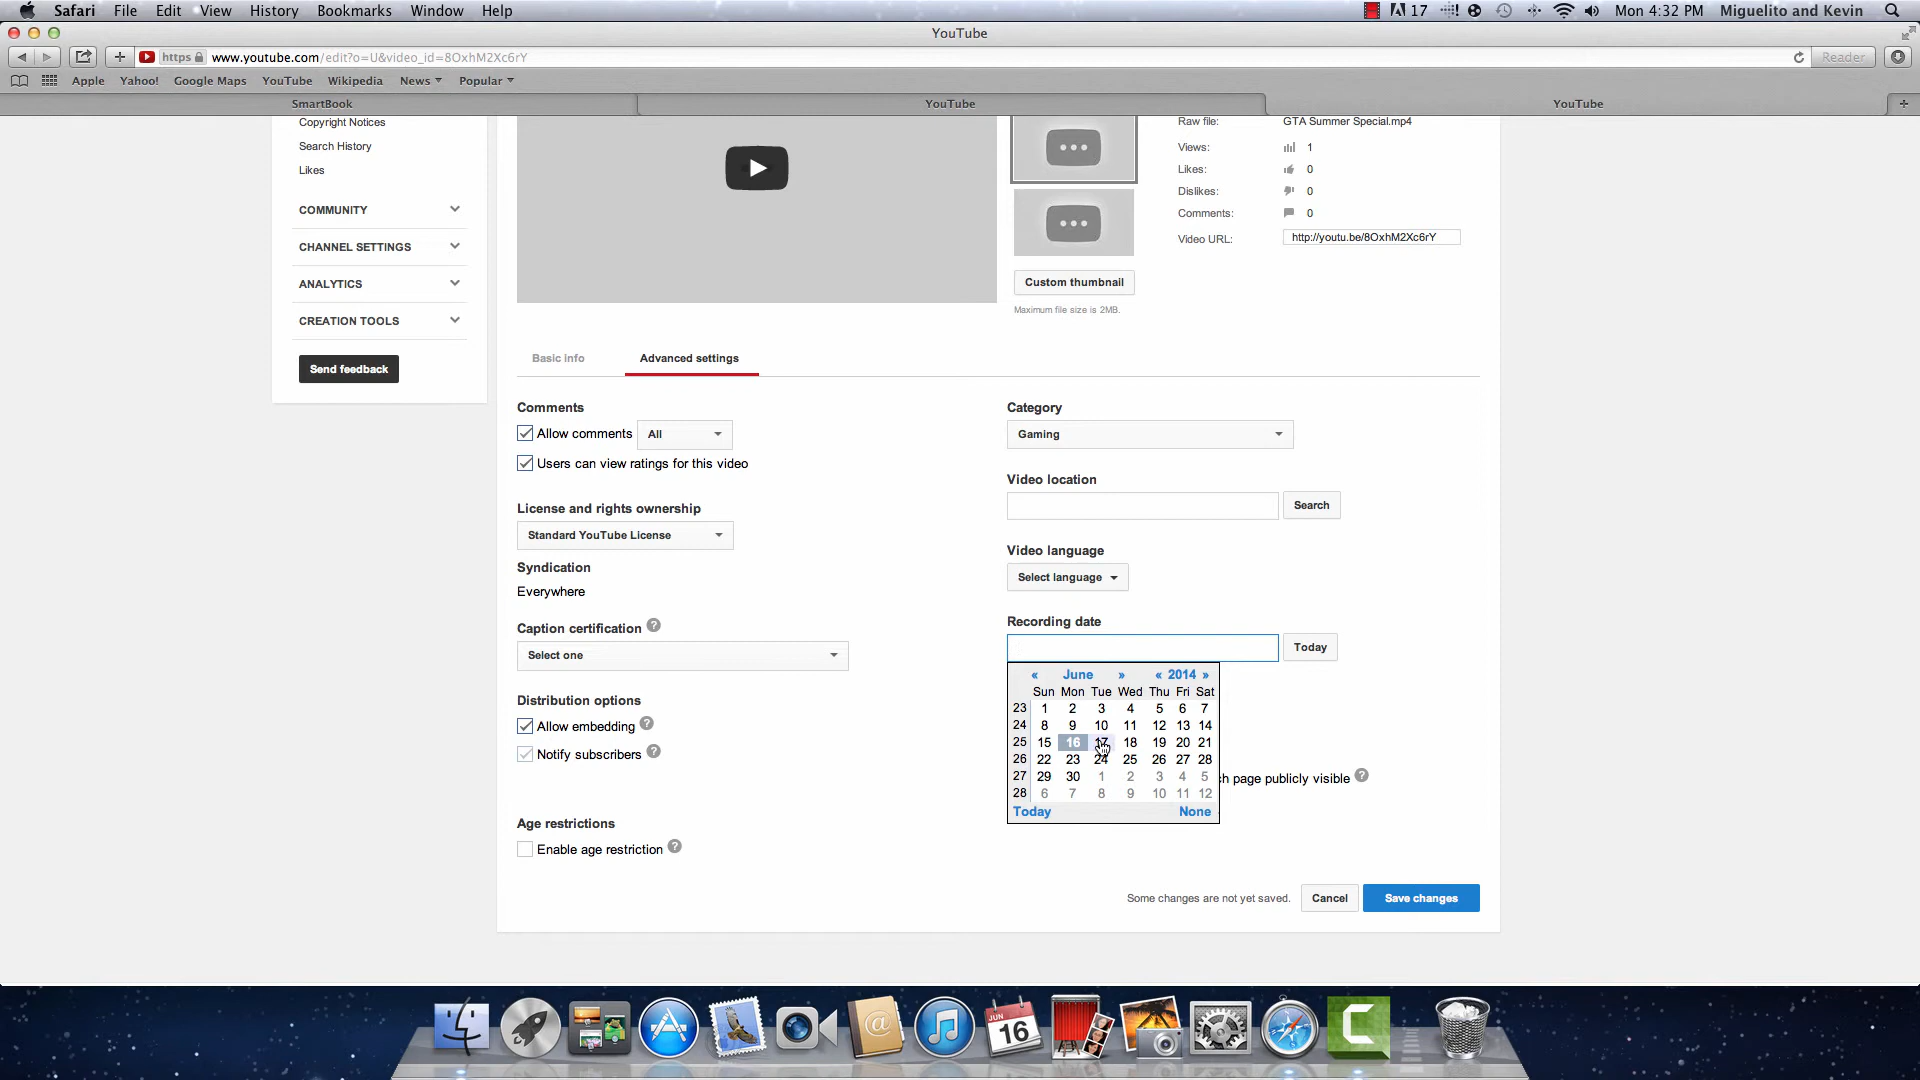 Safari File Edit View History Bookmarks Window Help 17 Mon 4:32 PM Miguelito and Kevin
YouTube
https www.youtube.com/edit?o=U&video_id=8OxhM2Xc6rY Reader
Apple Yahoo! Google Maps YouTube Wikipedia News Popular
SmartBook YouTube YouTube
Copyright Notices
Search History
Likes
COMMUNITY
CHANNEL SETTINGS
ANALYTICS
CREATION TOOLS
Send feedback
Raw file: GTA Summer Special.mp4
Views: 1
Likes: 0
Dislikes: 0
Comments: 0
Video URL: http://youtu.be/8OxhM2Xc6rY
Custom thumbnail
Maximum file size is 2MB.
Basic info Advanced settings
Comments
Allow comments All
Users can view ratings for this video
License and rights ownership
Standard YouTube License
Syndication
Everywhere
Caption certification ?
Select one
Distribution options
Allow embedding ?
Notify subscribers ?
Age restrictions
Enable age restriction ?
Category
Gaming
Video location
Search
Video language
Select language
Recording date
Today
« June » « 2014 »
Sun Mon Tue Wed Thu Fri Sat
23 1 2 3 4 5 6 7
24 8 9 10 11 12 13 14
25 15 16 17 18 19 20 21
26 22 23 24 25 26 27 28
27 29 30 1 2 3 4 5
28 6 7 8 9 10 11 12
Today None
h page publicly visible ?
Some changes are not yet saved. Cancel Save changes
JUN
16